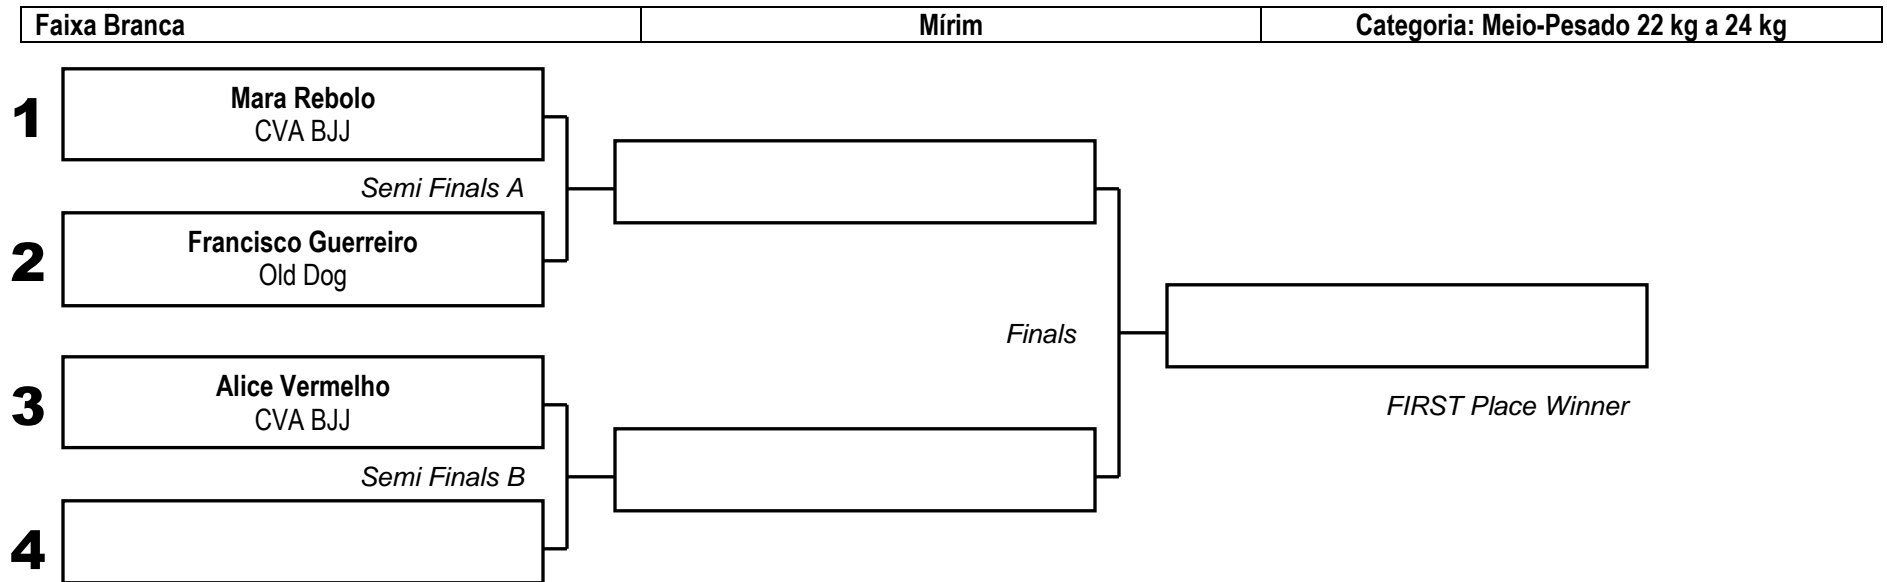 Faixa Branca Mírim Categoria: Meio-Pesado 22 kg a 24 kg
1
Mara Rebolo
CVA BJJ
Semi Finals A
2
Francisco Guerreiro
Old Dog
Finals
3
Alice Vermelho
CVA BJJ
FIRST Place Winner
Semi Finals B
4